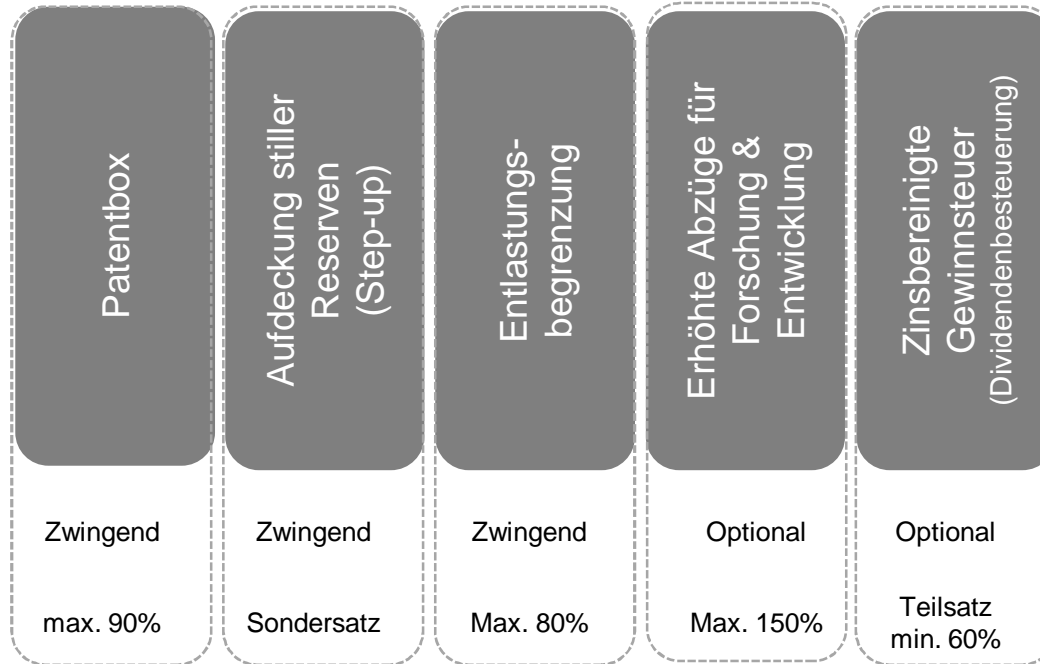 Patentbox
Aufdeckung stiller
Reserven
(Step-up)
Entlastungs-
begrenzung
Erhöhte Abzüge für
Forschung &
Entwicklung
Zinsbereinigte
Gewinnsteuer
(Dividendenbesteuerung)
Zwingend
Zwingend
Zwingend
Optional
Optional
max. 90%
Sondersatz
Max. 80%
Max. 150%
Teilsatz
min. 60%